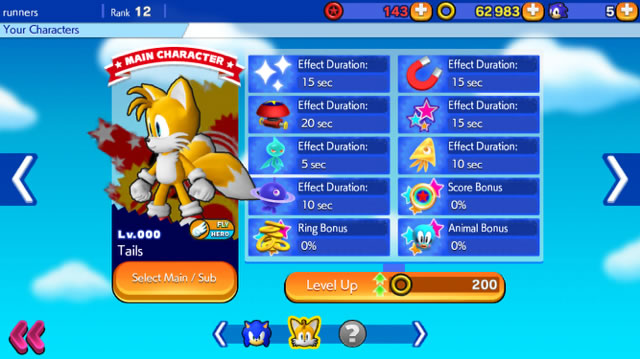 runners
Rank 12
143
62983
5
Your Characters
MAIN CHARACTER
Lv.000
FLY
HERO
Tails
Select Main / Sub
Effect Duration:
15 sec
Effect Duration:
15 sec
Effect Duration:
20 sec
Effect Duration:
15 sec
Effect Duration:
5 sec
Effect Duration:
10 sec
Effect Duration:
10 sec
Score Bonus
0%
Ring Bonus
0%
Animal Bonus
0%
Level Up
200
?